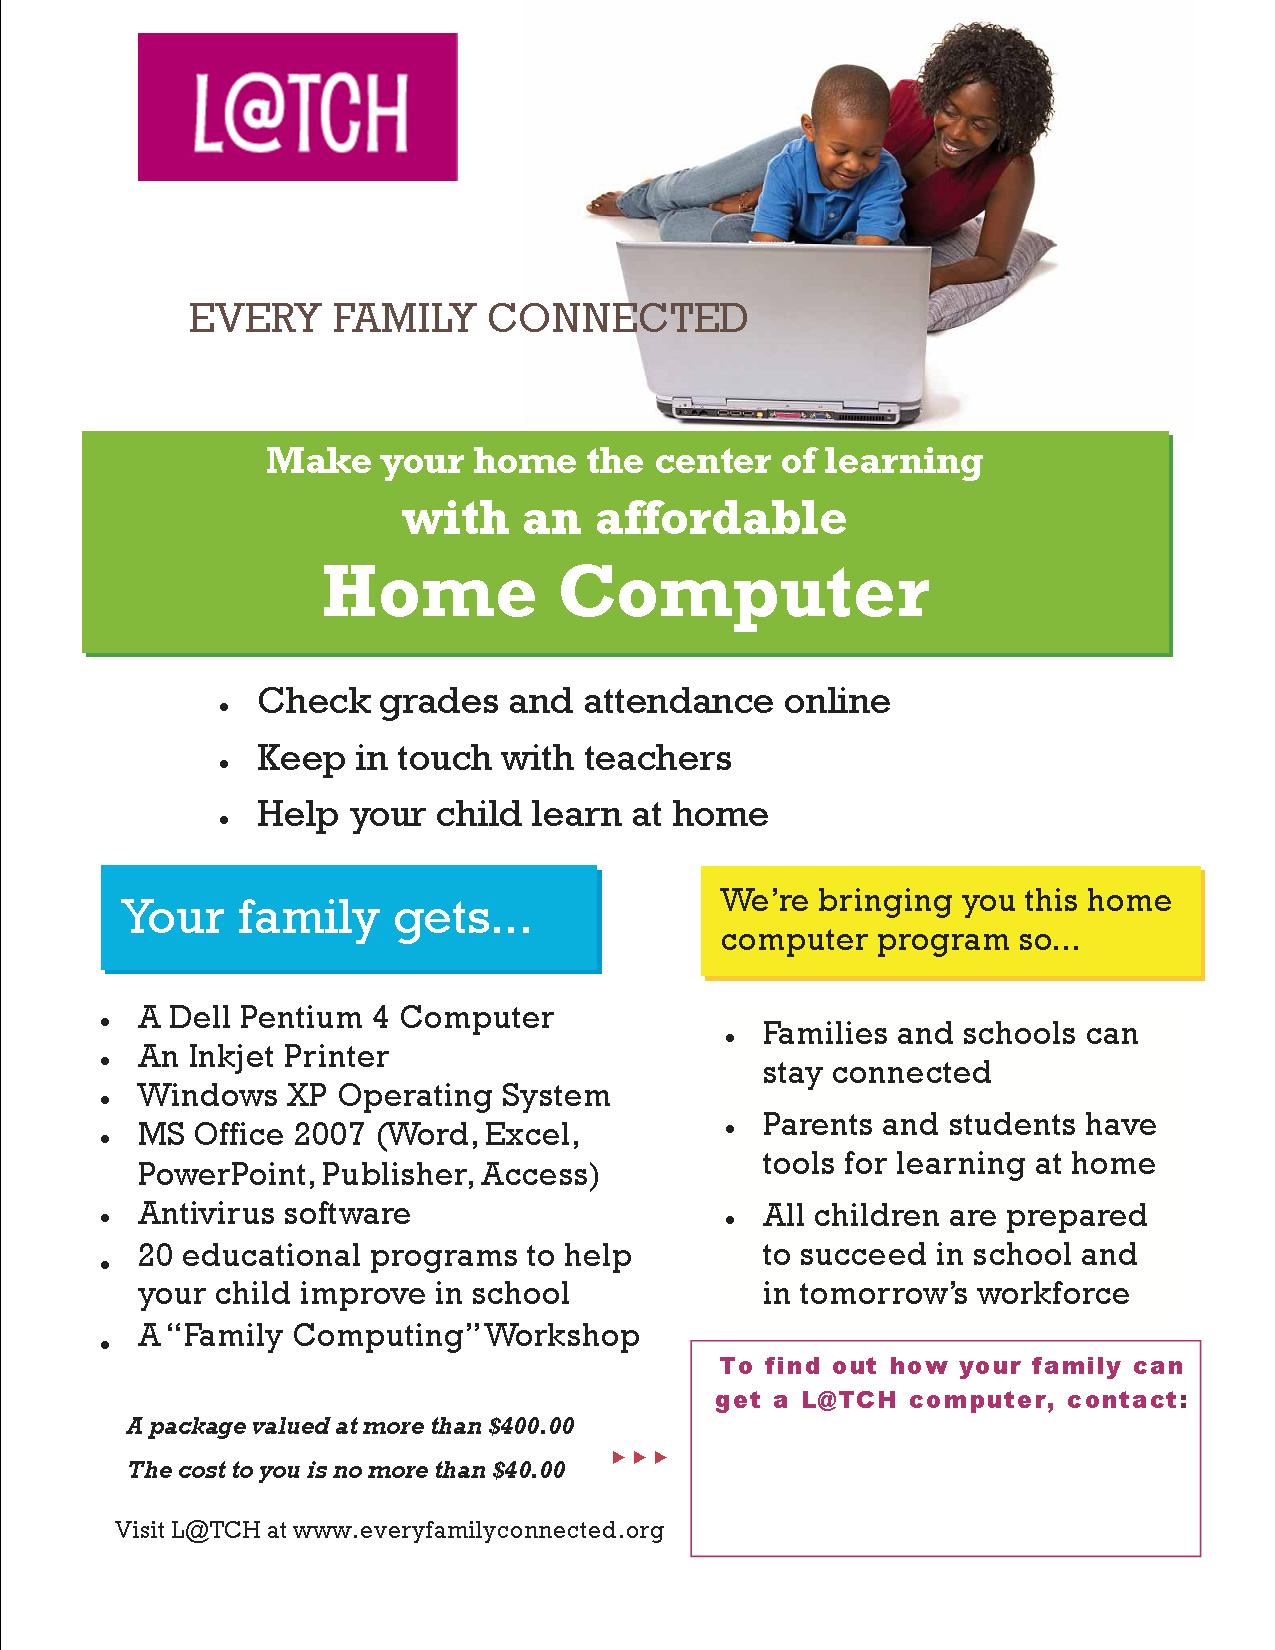 L@TCH
EVERY FAMILY CONNECTED
Make your home the center of learning
with an affordable
Home Computer
• Check grades and attendance online
• Keep in touch with teachers
• Help your child learn at home
Your family gets...
• A Dell Pentium 4 Computer
• An Inkjet Printer
• Windows XP Operating System
• MS Office 2007 (Word, Excel,
PowerPoint, Publisher, Access)
• Antivirus software
• 20 educational programs to help
your child improve in school
• A “Family Computing” Workshop
A package valued at more than $400.00
The cost to you is no more than $40.00
Visit L@TCH at www.everyfamilyconnected.org
We’re bringing you this home
computer program so...
• Families and schools can
stay connected
• Parents and students have
tools for learning at home
• All children are prepared
to succeed in school and
in tomorrow’s workforce
To find out how your family can
get a L@TCH computer, contact: